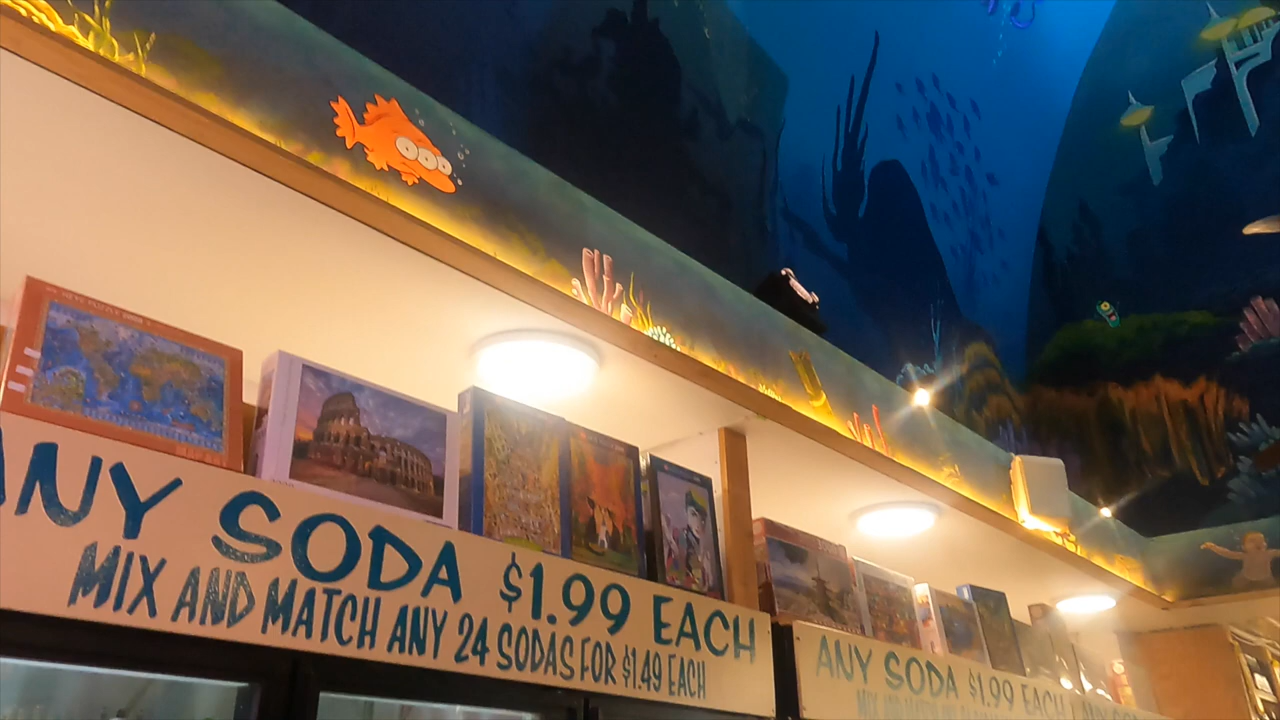 ANY SODA $1.99 EACH
MIX AND MATCH ANY 24 SODAS FOR $1.49 EACH
ANY SODA $1.99 EACH